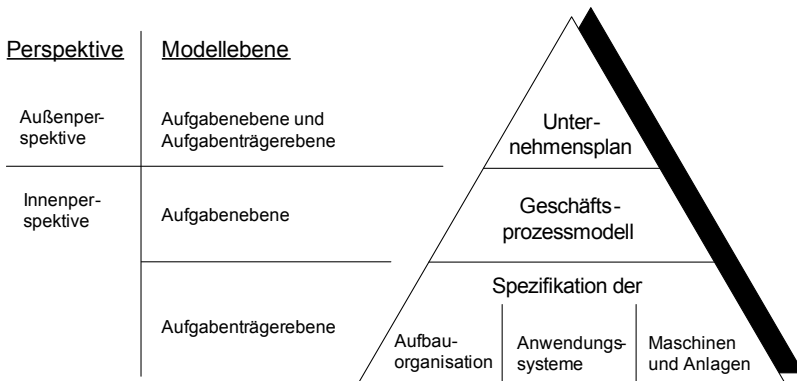 Perspektive
Modellebene
Außenper-
spektive
Aufgabenebene und
Aufgabenträgerebene
Unter-
nehmensplan
Innenper-
spektive
Aufgabenebene
Geschäfts-
prozessmodell
Aufgabenträgerebene
Spezifikation der
Aufbau-
organisation
Anwendungs-
systeme
Maschinen
und Anlagen